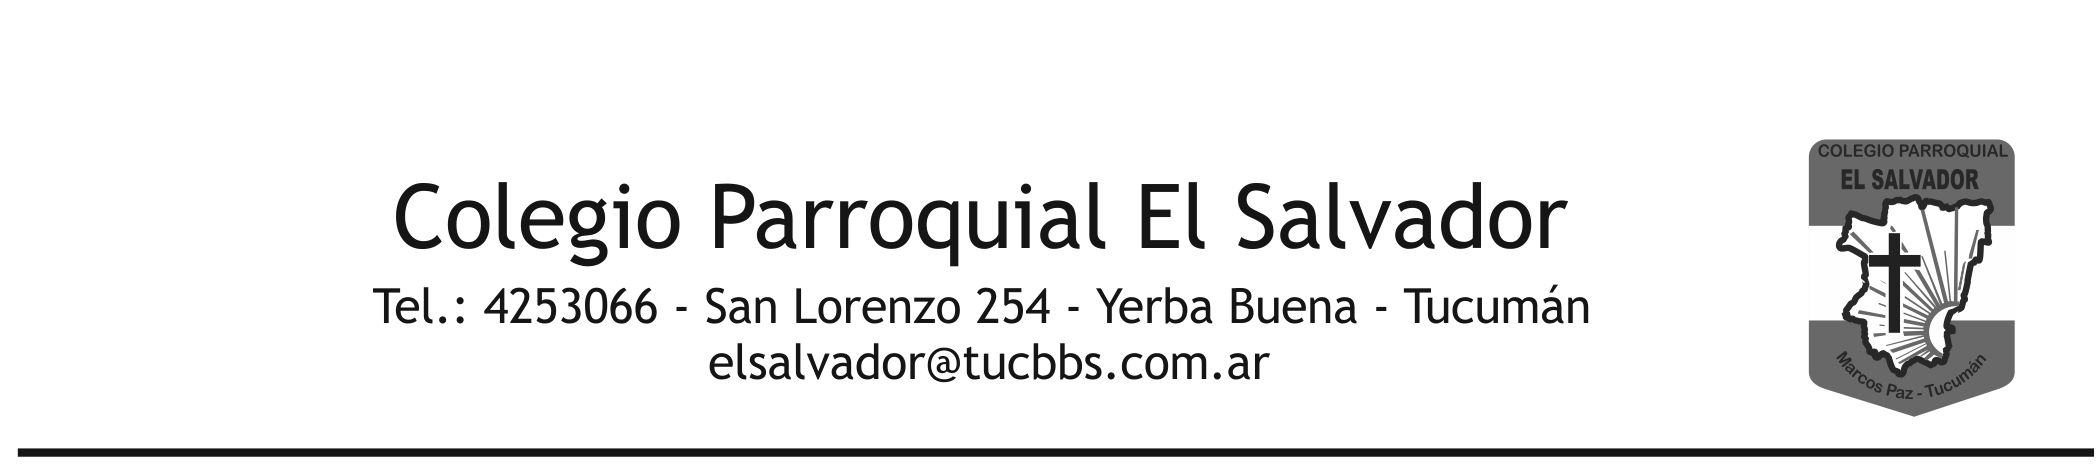 Colegio Parroquial El Salvador
Tel.: 4253066 - San Lorenzo 254 - Yerba Buena - Tucumán
elsalvador@tucbbs.com.ar
COLEGIO PARROQUIAL
EL SALVADOR
Marcos Paz - Tucumán